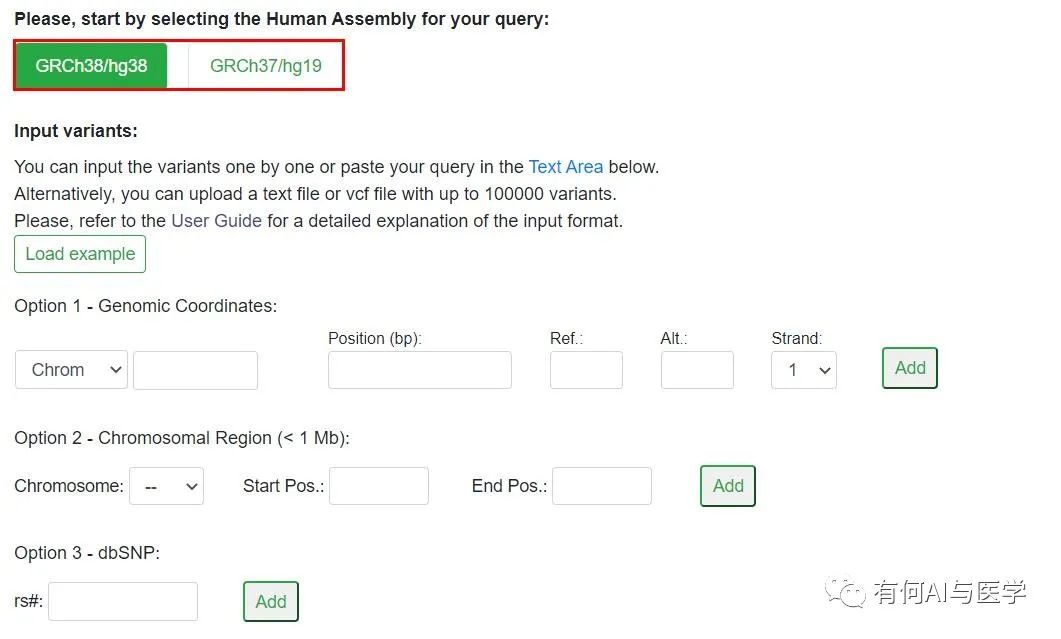 Please, start by selecting the Human Assembly for your query:
GRCh38/hg38 GRCh37/hg19
Input variants:
You can input the variants one by one or paste your query in the Text Area below.
Alternatively, you can upload a text file or vcf file with up to 100000 variants.
Please, refer to the User Guide for a detailed explanation of the input format.
Load example
Option 1 - Genomic Coordinates:
Position (bp): Ref.: Alt.: Strand:
Chrom 1 Add
Option 2 - Chromosomal Region (< 1 Mb):
Chromosome: -- Start Pos.: End Pos.: Add
Option 3 - dbSNP:
rs#: Add
有何AI与医学